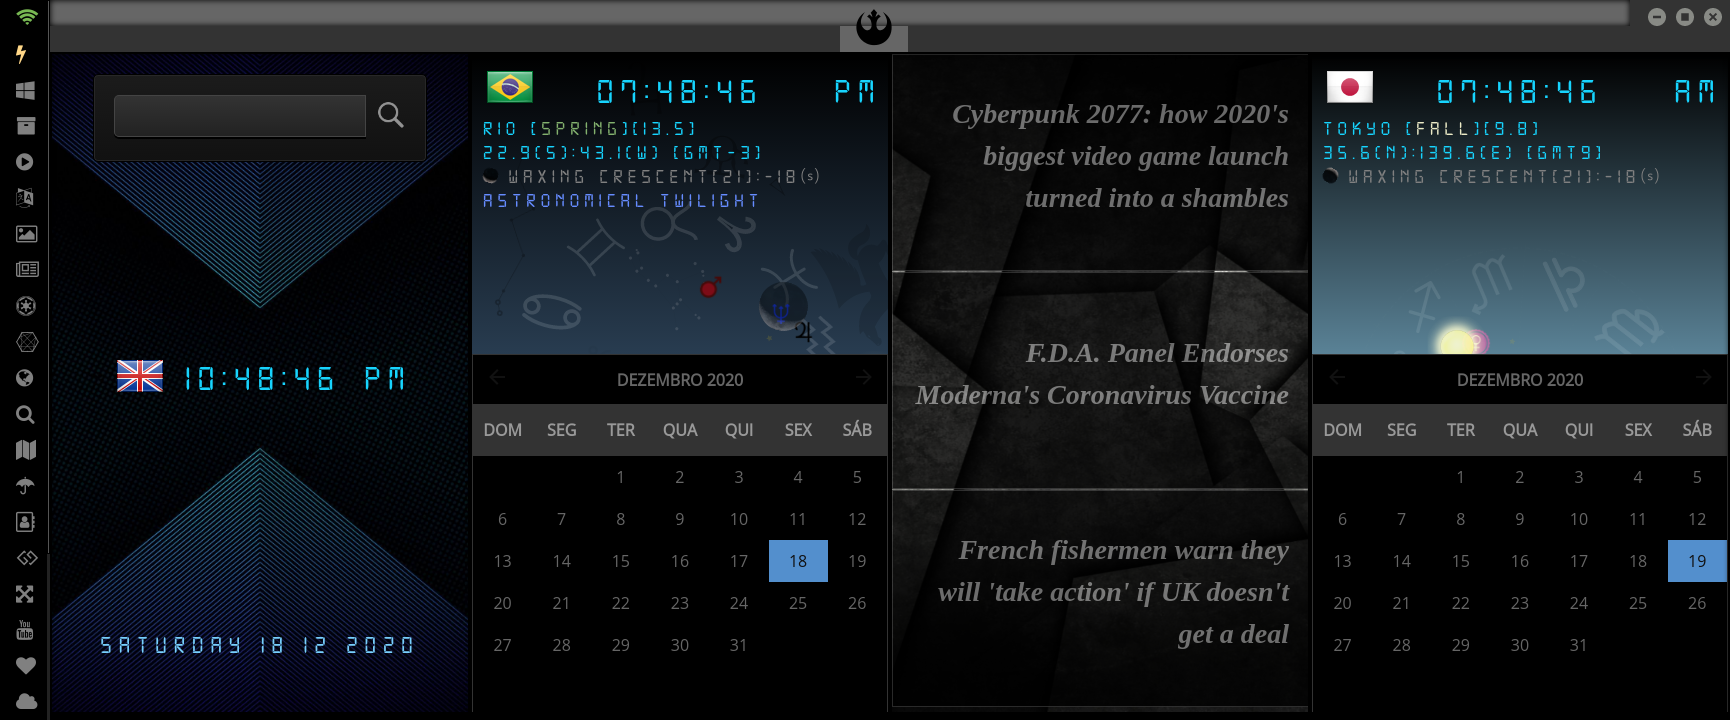 10:48:46 PM
SATURDAY 18 12 2020
07:48:46 PM
RIO [SPRING][13.5]
22.9(S):43.1(W) [GMT-3]
WAXING CRESCENT[21]:-18(s)
ASTRONOMICAL TWILIGHT
DEZEMBRO 2020
DOM SEG TER QUA QUI SEX SÁB
1 2 3 4 5
6 7 8 9 10 11 12
13 14 15 16 17 18 19
20 21 22 23 24 25 26
27 28 29 30 31
Cyberpunk 2077: how 2020's
biggest video game launch
turned into a shambles
F.D.A. Panel Endorses
Moderna's Coronavirus Vaccine
French fishermen warn they
will 'take action' if UK doesn't
get a deal
07:48:46 AM
TOKYO [FALL][9.8]
35.6(N):139.6(E) [GMT9]
WAXING CRESCENT[21]:-18(s)
DEZEMBRO 2020
DOM SEG TER QUA QUI SEX SÁB
1 2 3 4 5
6 7 8 9 10 11 12
13 14 15 16 17 18 19
20 21 22 23 24 25 26
27 28 29 30 31
You
Tube